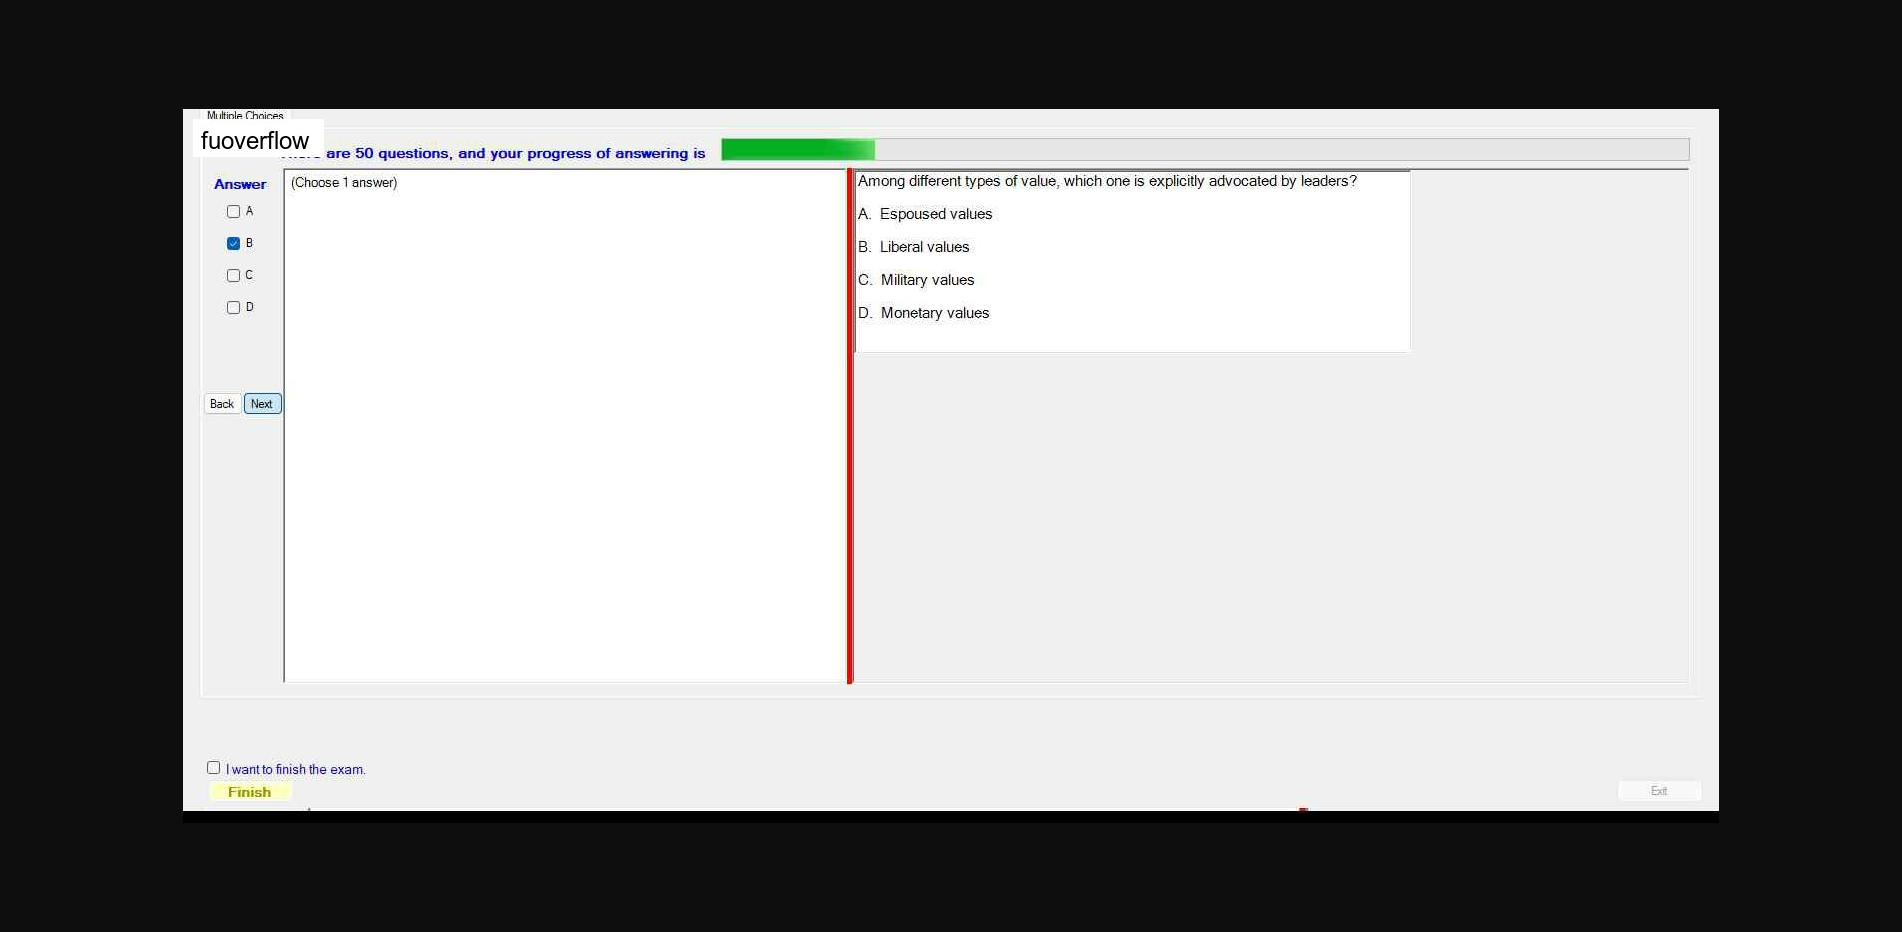 Multiple Choices
fuoverflow
are 50 questions, and your progress of answering is
Answer
(Choose 1 answer)
A
B
C
D
Back Next
Among different types of value, which one is explicitly advocated by leaders?
A. Espoused values
B. Liberal values
C. Military values
D. Monetary values
I want to finish the exam.
Finish
Exit